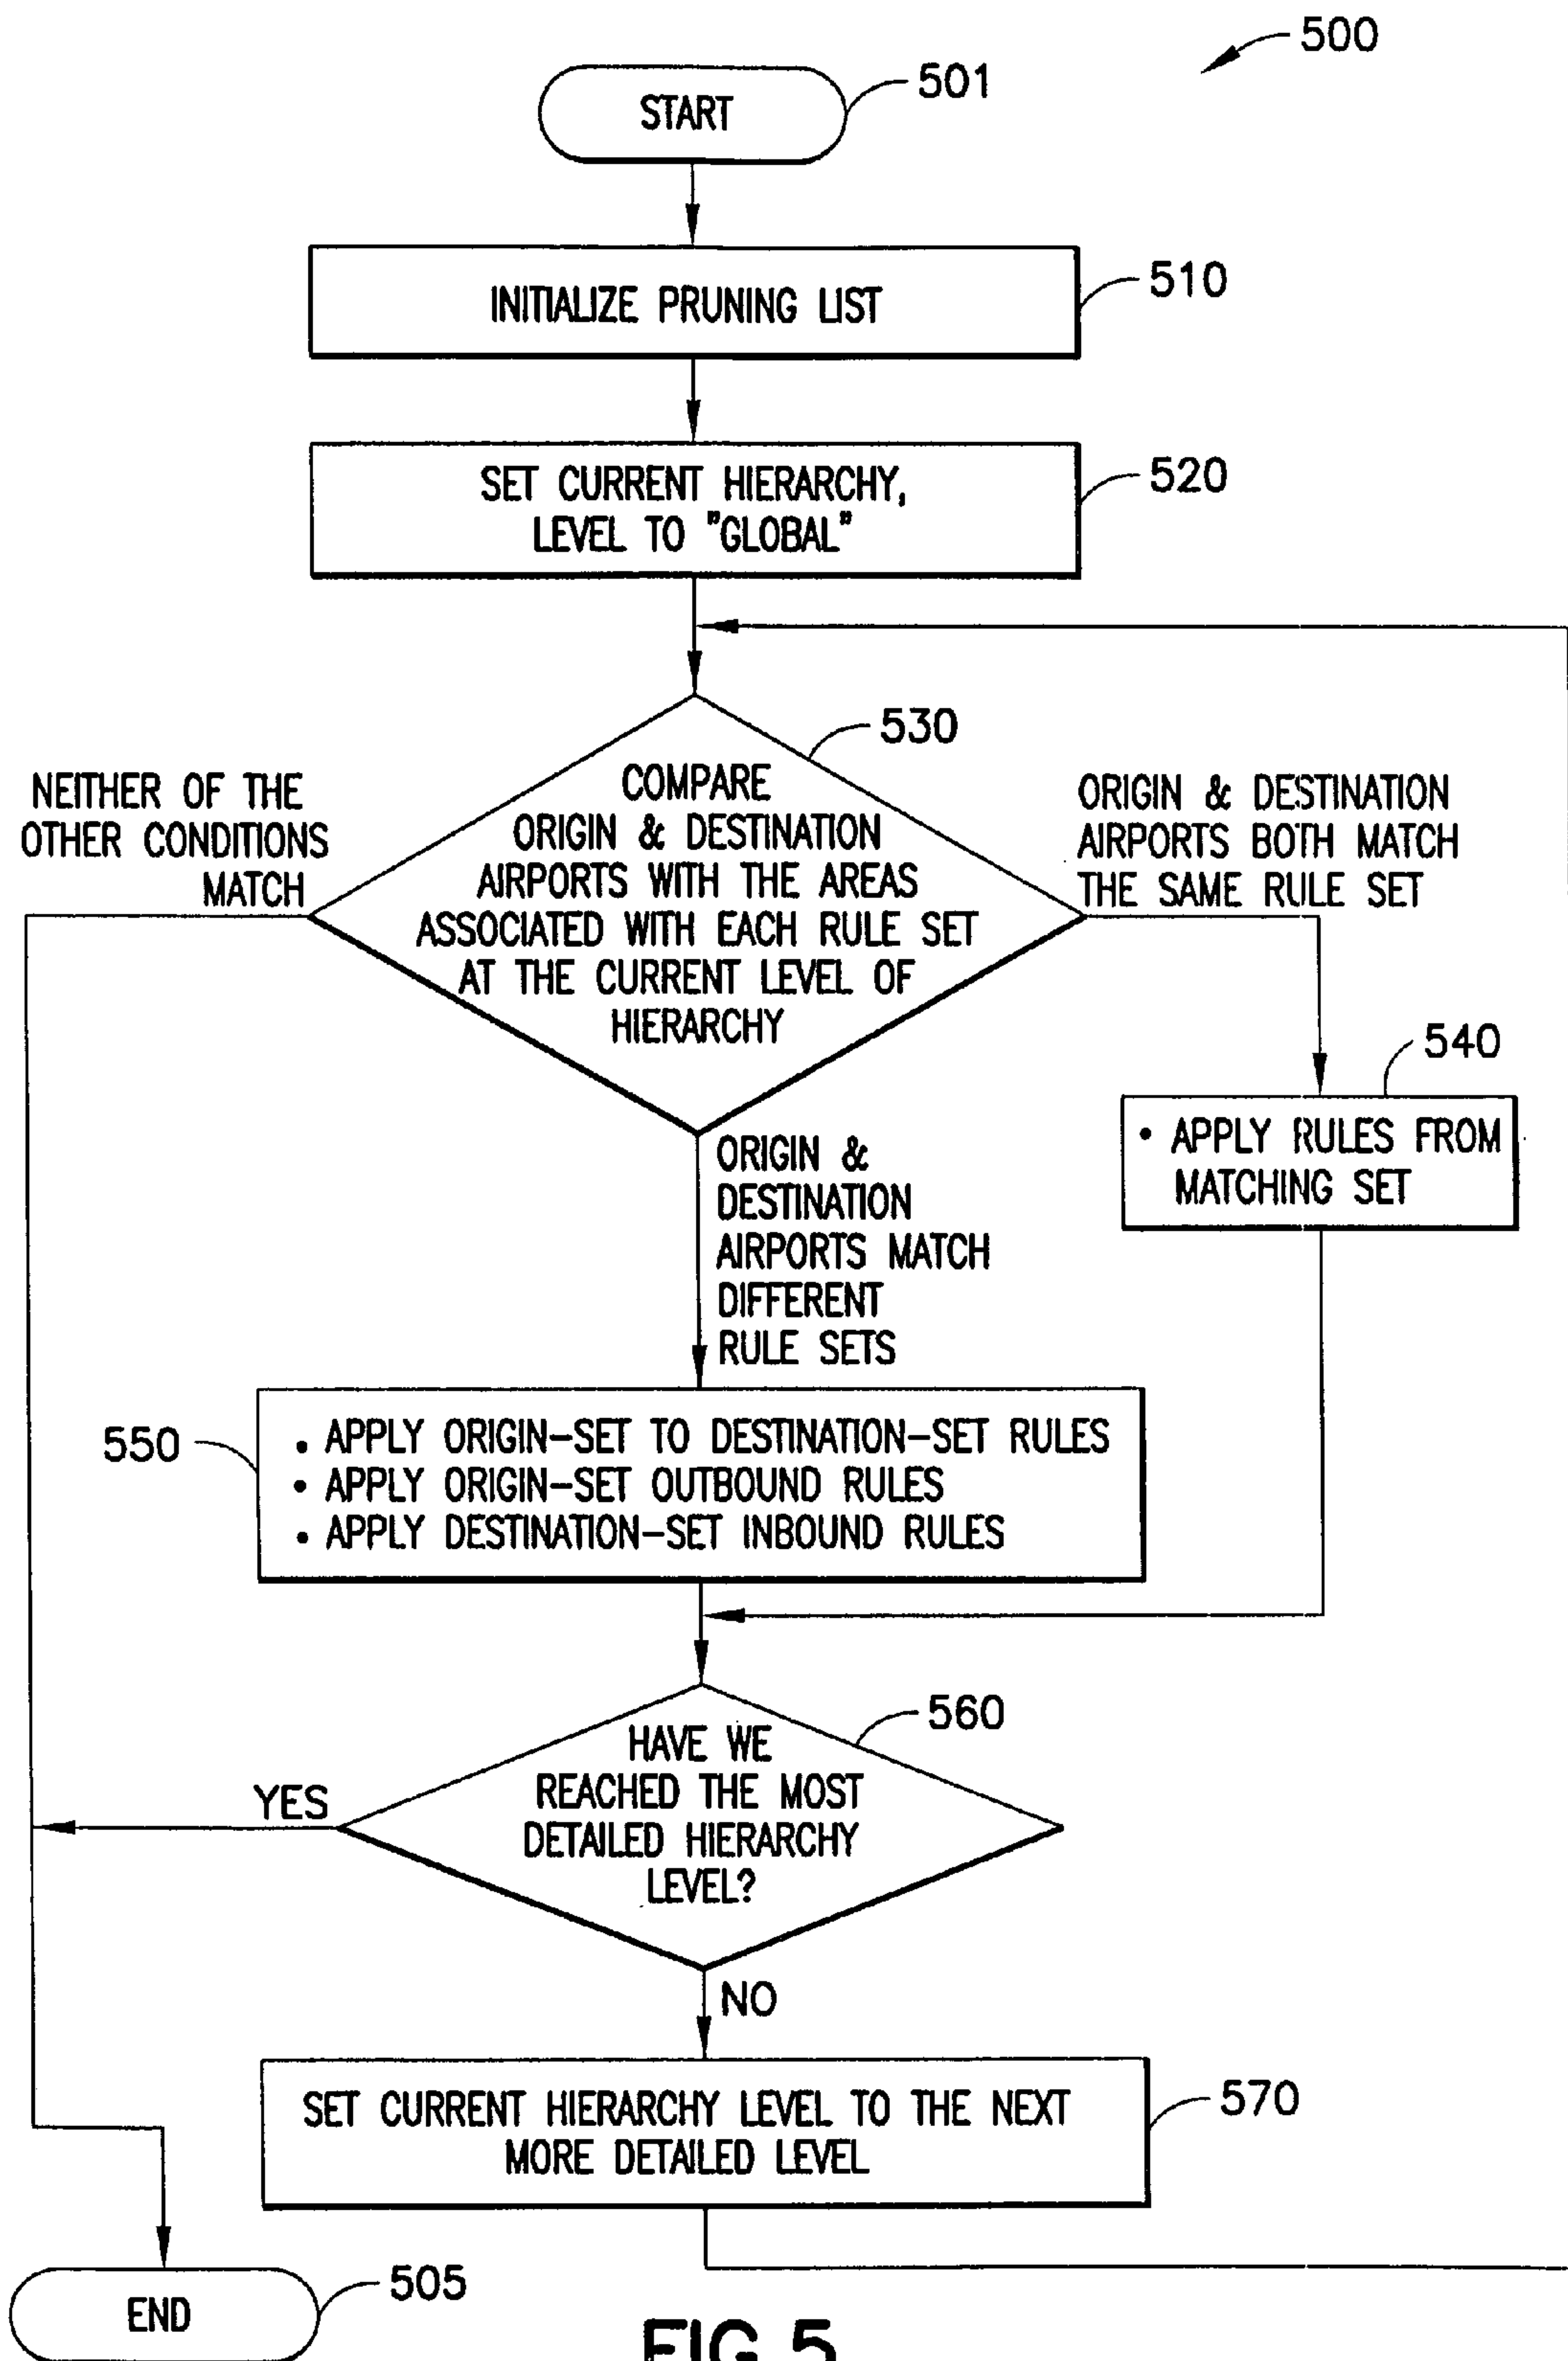 500
START
501
INITIALIZE PRUNING LIST
510
SET CURRENT HIERARCHY,
LEVEL TO "GLOBAL"
520
530
COMPARE
ORIGIN & DESTINATION
AIRPORTS WITH THE AREAS
ASSOCIATED WITH EACH RULE SET
AT THE CURRENT LEVEL OF
HIERARCHY
NEITHER OF THE
OTHER CONDITIONS
MATCH
ORIGIN & DESTINATION
AIRPORTS BOTH MATCH
THE SAME RULE SET
540
• APPLY RULES FROM
MATCHING SET
ORIGIN &
DESTINATION
AIRPORTS MATCH
DIFFERENT
RULE SETS
550
• APPLY ORIGIN-SET TO DESTINATION-SET RULES
• APPLY ORIGIN-SET OUTBOUND RULES
• APPLY DESTINATION-SET INBOUND RULES
560
HAVE WE
REACHED THE MOST
DETAILED HIERARCHY
LEVEL?
YES
NO
SET CURRENT HIERARCHY LEVEL TO THE NEXT
MORE DETAILED LEVEL
570
END
505
FIG.5